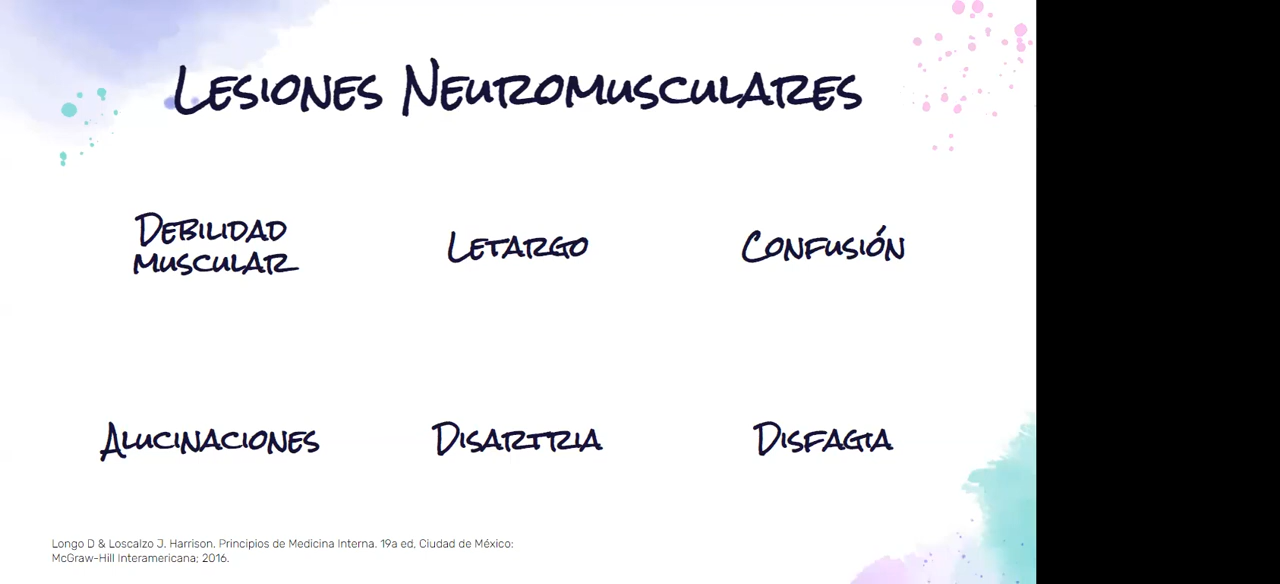 Lesiones Neuromusculares
Debilidad
muscular
Letargo
Confusión
Alucinaciones
Disartria
Disfagia
Longo D & Loscalzo J. Harrison. Principios de Medicina Interna. 19a ed, Ciudad de México:
McGraw-Hill Interamericana; 2016.